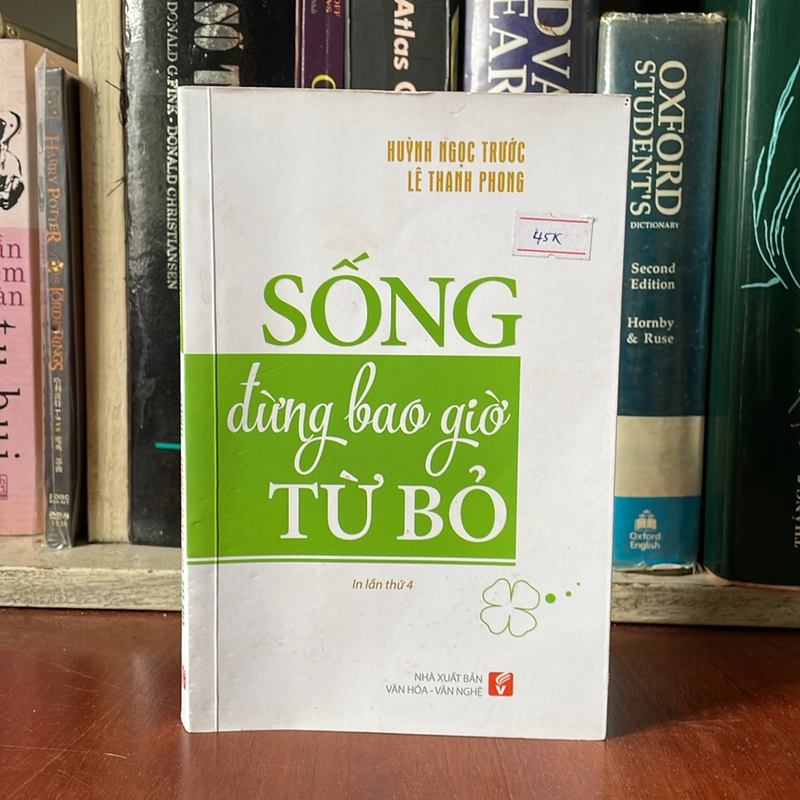 HUỲNH NGỌC TRƯỚC
LÊ THANH PHONG
45K
SỐNG
đừng bao giờ
TỪ BỎ
In lần thứ 4
NHÀ XUẤT BẢN
VĂN HÓA - VĂN NGHỆ
DONALD G.FINK · DONALD CHRISTIANSEN
HARRY POTTER
LORD RINGS
2 DISC
Atlas
OXFORD
STUDENT'S
DICTIONARY
Second
Edition
Hornby
& Ruse
Oxford
English